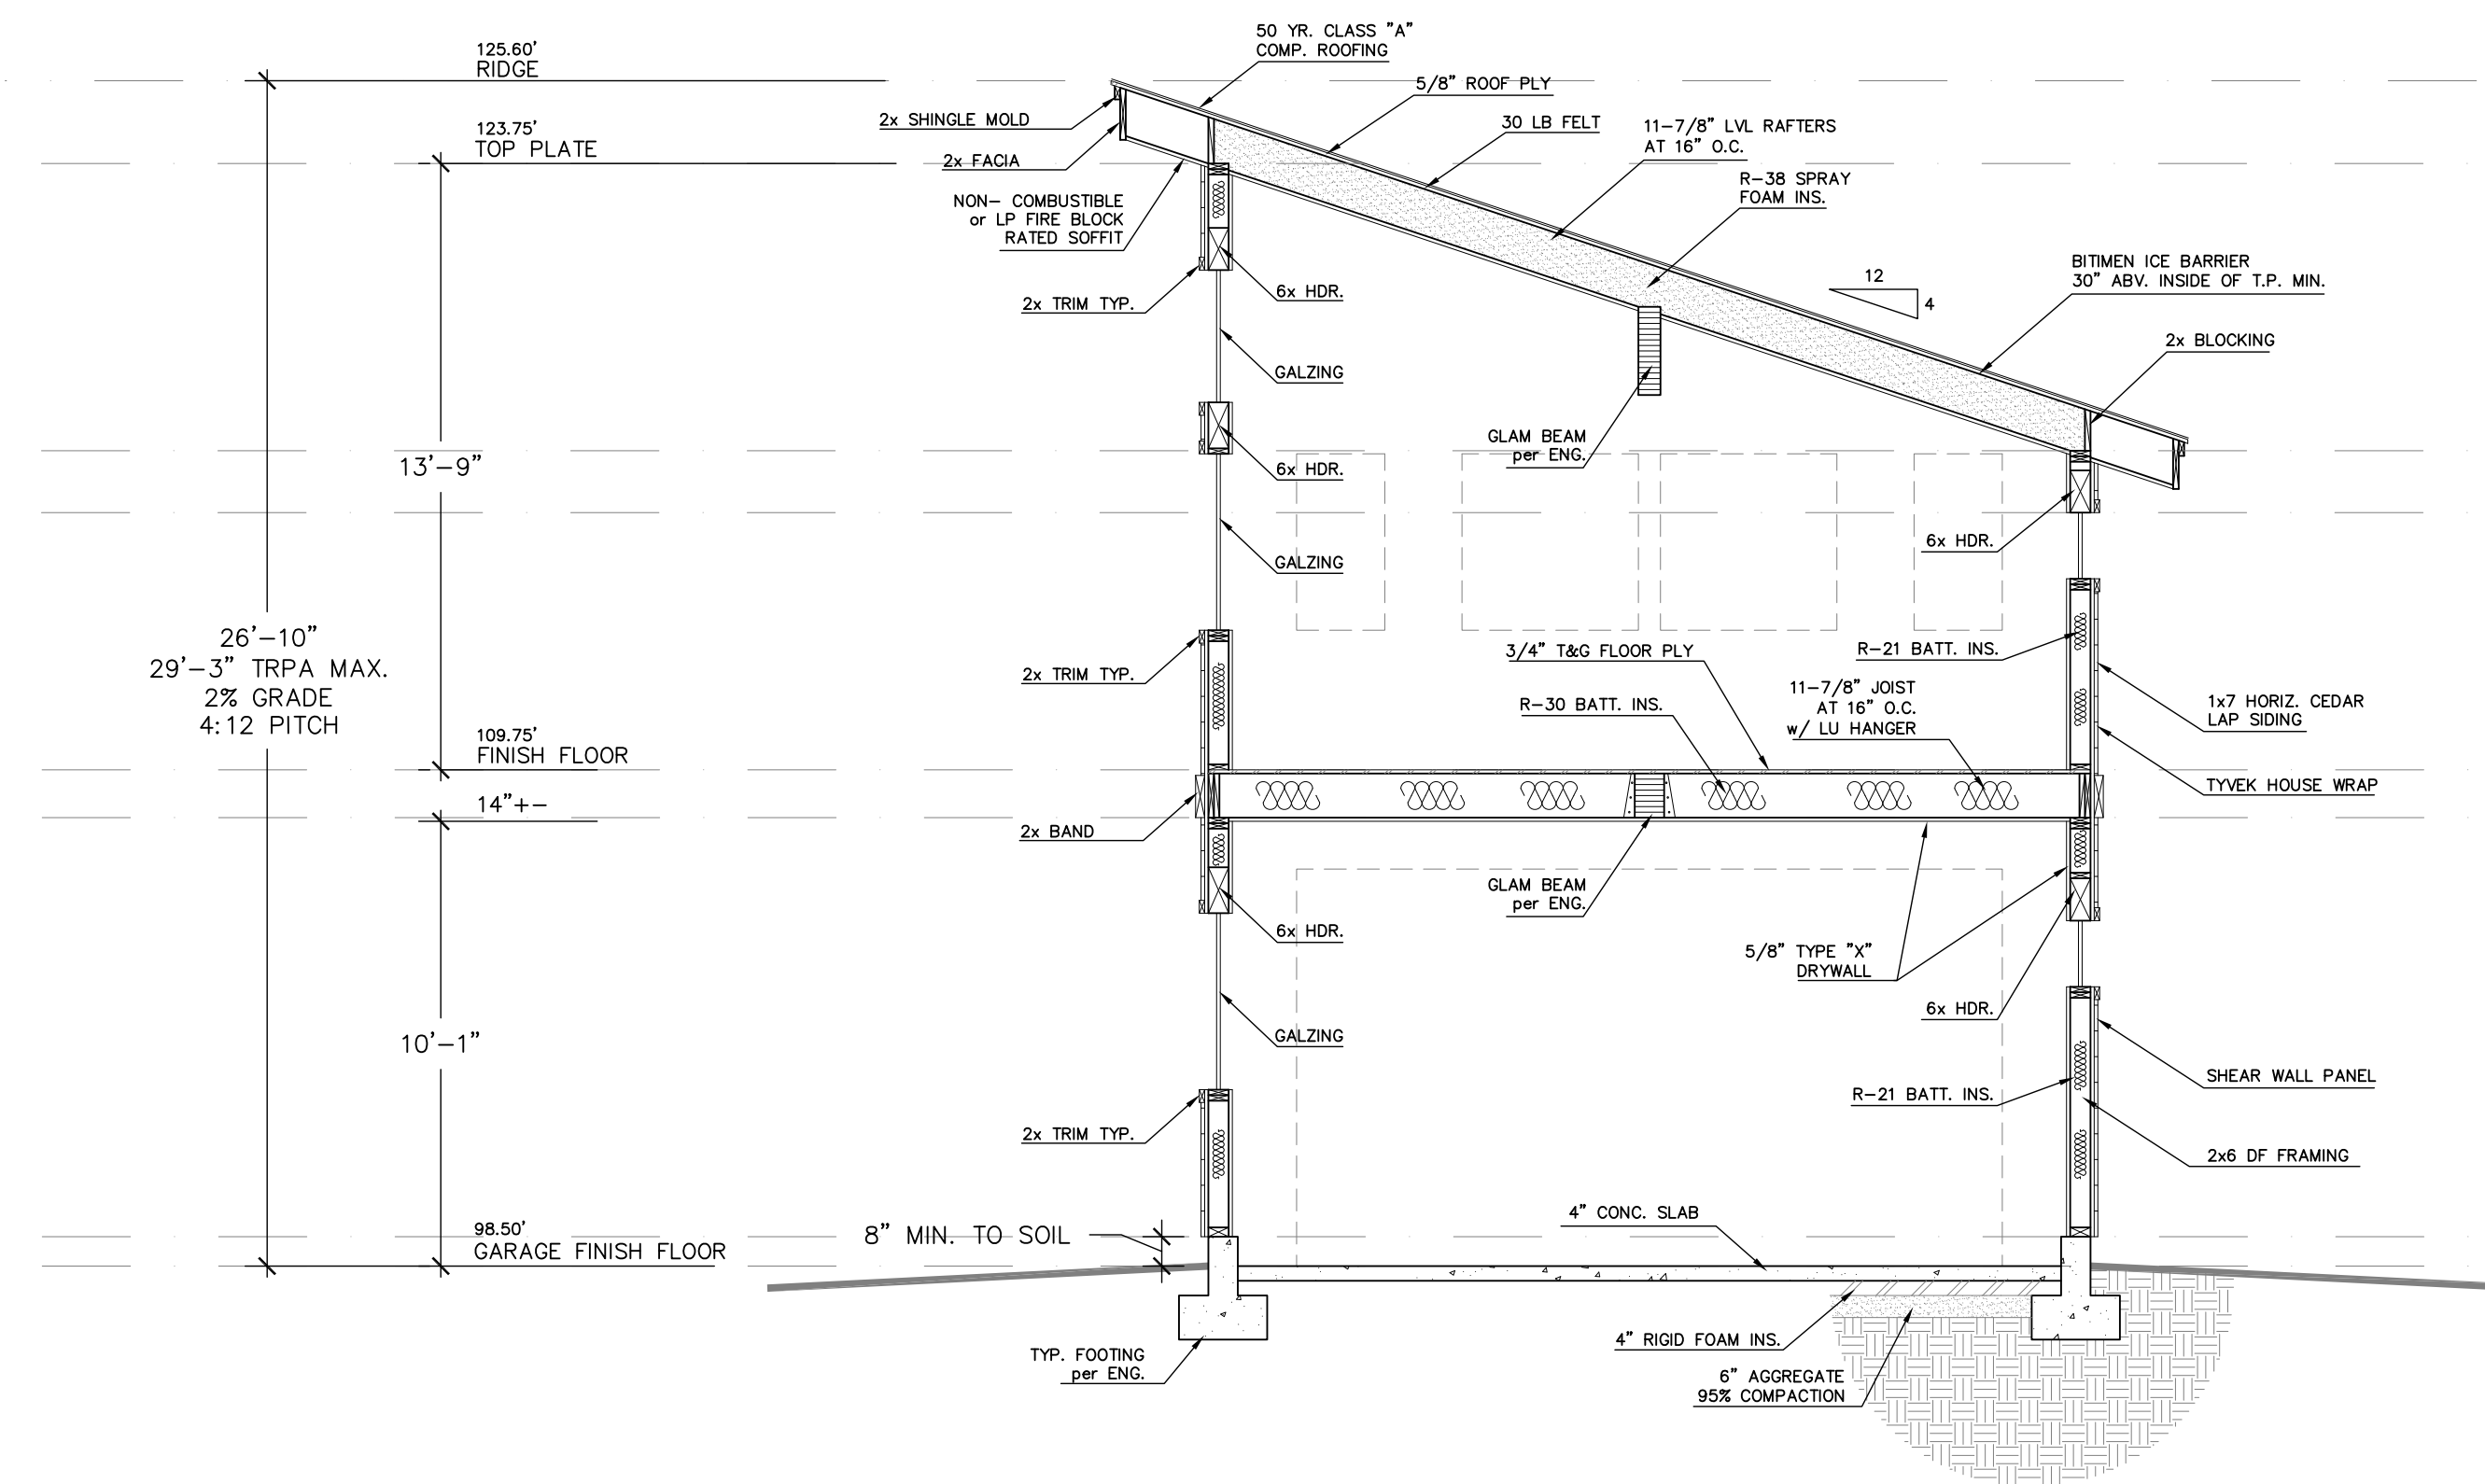 125.60'
RIDGE
123.75'
TOP PLATE
13'-9"
26'-10"
29'-3" TRPA MAX.
2% GRADE
4:12 PITCH
109.75'
FINISH FLOOR
14"+-
10'-1"
98.50'
GARAGE FINISH FLOOR
8" MIN. TO SOIL
50 YR. CLASS "A"
COMP. ROOFING
5/8" ROOF PLY
2x SHINGLE MOLD
30 LB FELT
11-7/8" LVL RAFTERS
AT 16" O.C.
2x FACIA
R-38 SPRAY
FOAM INS.
NON- COMBUSTIBLE
or LP FIRE BLOCK
RATED SOFFIT
BITIMEN ICE BARRIER
30" ABV. INSIDE OF T.P. MIN.
12
4
2x TRIM TYP.
6x HDR.
2x BLOCKING
GALZING
GLAM BEAM
per ENG.
6x HDR.
6x HDR.
GALZING
3/4" T&G FLOOR PLY
R-21 BATT. INS.
2x TRIM TYP.
R-30 BATT. INS.
11-7/8" JOIST
AT 16" O.C.
w/ LU HANGER
1x7 HORIZ. CEDAR
LAP SIDING
TYVEK HOUSE WRAP
2x BAND
GLAM BEAM
per ENG.
6x HDR.
5/8" TYPE "X"
DRYWALL
6x HDR.
GALZING
SHEAR WALL PANEL
R-21 BATT. INS.
2x TRIM TYP.
2x6 DF FRAMING
4" CONC. SLAB
4" RIGID FOAM INS.
TYP. FOOTING
per ENG.
6" AGGREGATE
95% COMPACTION